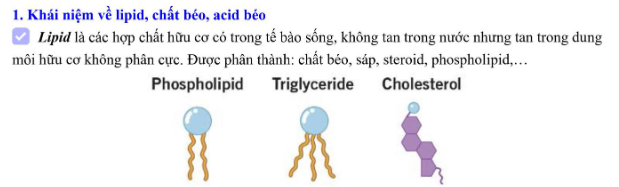 1. Khái niệm về lipid, chất béo, acid béo
Lipid là các hợp chất hữu cơ có trong tế bào sống, không tan trong nước nhưng tan trong dung
môi hữu cơ không phân cực. Được phân thành: chất béo, sáp, steroid, phospholipid,…
Phospholipid Triglyceride Cholesterol